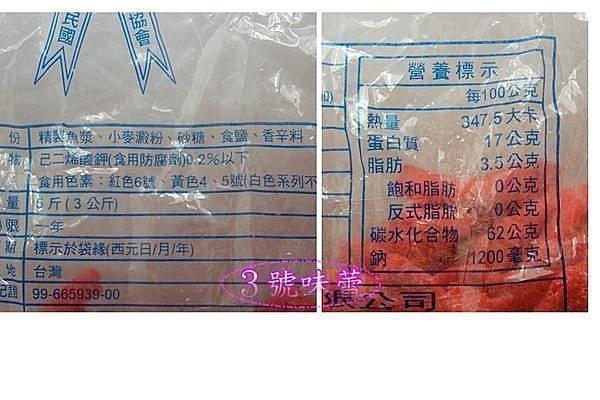 民國
協會
份 精製魚漿、小麥澱粉、砂糖、食鹽、香辛料、
物 己二烯酸鉀(食用防腐劑)0.2%以下
食用色素：紅色6號、黃色4、5號(白色系列不
量 5斤(3公斤)
限 一年
期 標示於袋緣(西元日/月/年)
地 台灣
記證 99-665939-00
3號味蕾
營養標示
每100公克
熱量 347.5大卡
蛋白質 17公克
脂肪 3.5公克
飽和脂肪 0公克
反式脂肪 0公克
碳水化合物 62公克
鈉 1200毫克
限公司